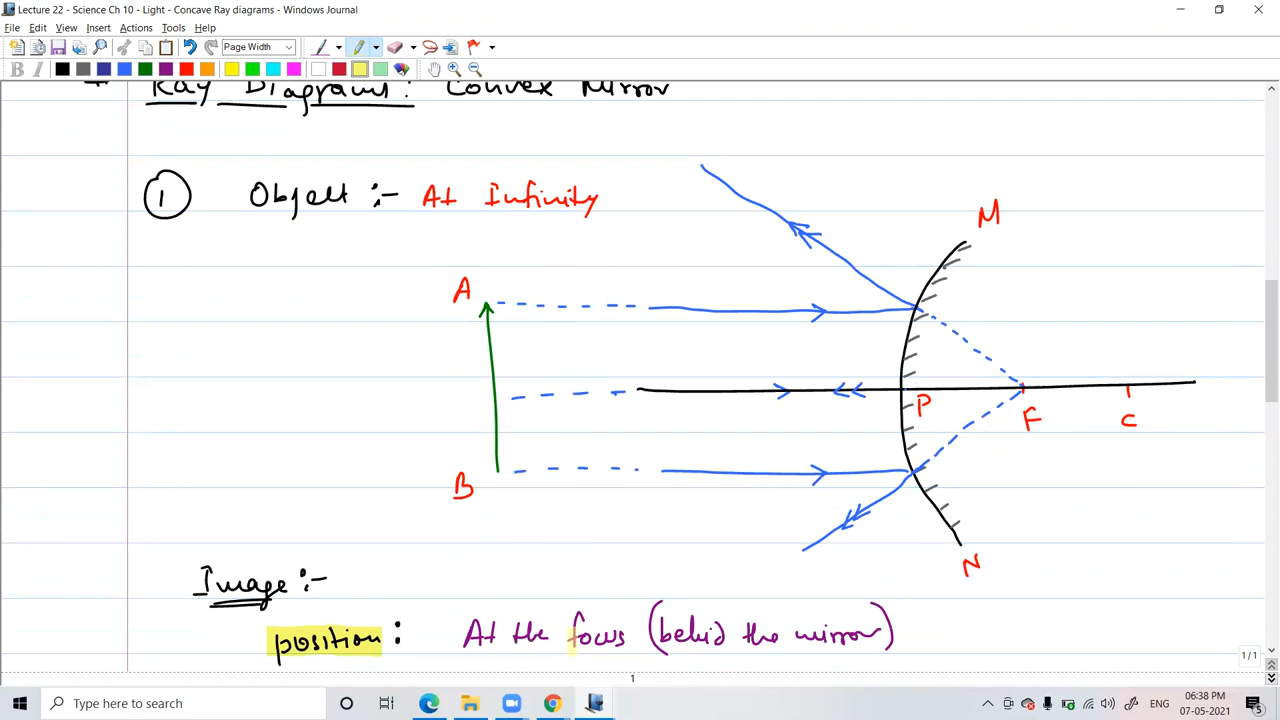 Lecture 22 - Science Ch 10 - Light - Concave Ray diagrams - Windows Journal
File Edit View Insert Actions Tools Help
Page Width
B I
* Ray Diagrams: Convex Mirror
1 Object :- At Infinity
M
A
P F C
B
N
Image :-
position : At the focus (behind the mirror)
1/1
1
Type here to search
ENG
06:38 PM
07-05-2021
5